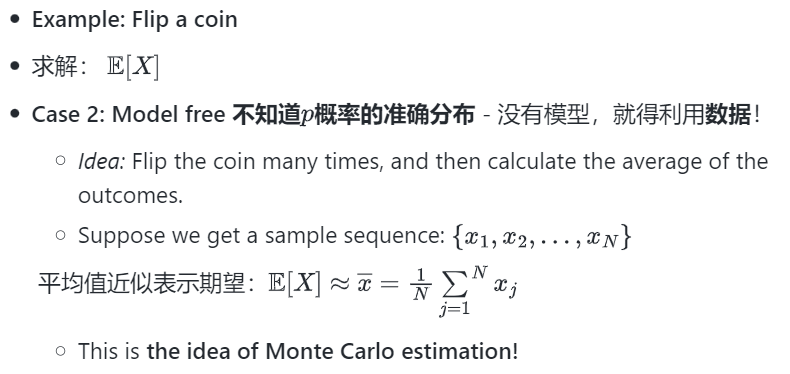 • Example: Flip a coin
• 求解： $\mathbb{E}[X]$
• Case 2: Model free 不知道$p$概率的准确分布 - 没有模型，就得利用数据！
○ Idea: Flip the coin many times, and then calculate the average of the
outcomes.
○ Suppose we get a sample sequence: $\{x_1, x_2, \ldots, x_N\}$
平均值近似表示期望：$\mathbb{E}[X] \approx \overline{x} = \frac{1}{N} \sum_{j=1}^{N} x_j$
○ This is the idea of Monte Carlo estimation!